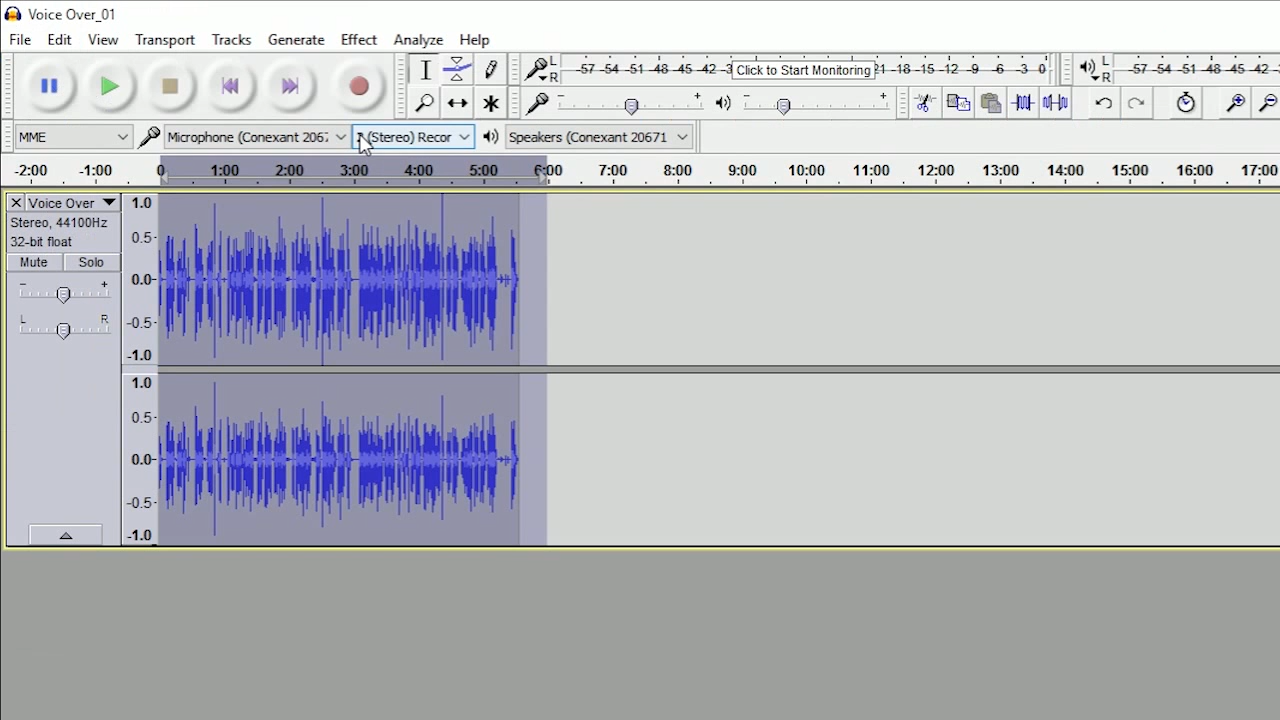 Voice Over_01
File Edit View Transport Tracks Generate Effect Analyze Help
L R -57 -54 -51 -48 -45 -42 -3 Click to Start Monitoring -18 -15 -12 -9 -6 -3 0 L R -57 -54 -51 -48 -45 -42
- + - +
MME Microphone (Conexant 2067 (Stereo) Recor Speakers (Conexant 20671
-2:00 -1:00 0 1:00 2:00 3:00 4:00 5:00 6:00 7:00 8:00 9:00 10:00 11:00 12:00 13:00 14:00 15:00 16:00 17:00
Voice Over
Stereo, 44100Hz
32-bit float
Mute Solo
- +
L R
1.0
0.5
0.0
-0.5
-1.0
1.0
0.5
0.0
-0.5
-1.0